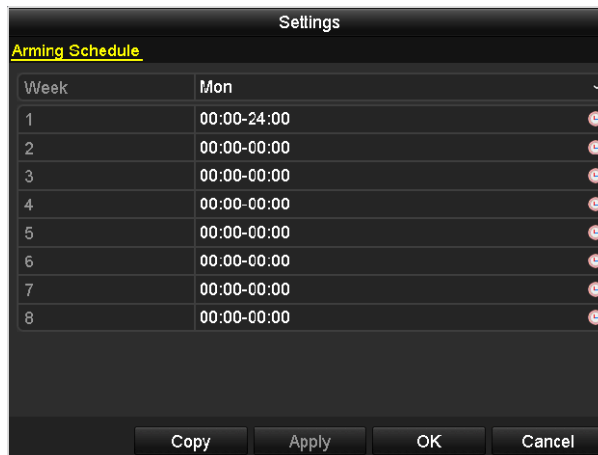 Settings
Arming Schedule
Week Mon
1 00:00-24:00
2 00:00-00:00
3 00:00-00:00
4 00:00-00:00
5 00:00-00:00
6 00:00-00:00
7 00:00-00:00
8 00:00-00:00
Copy Apply OK Cancel